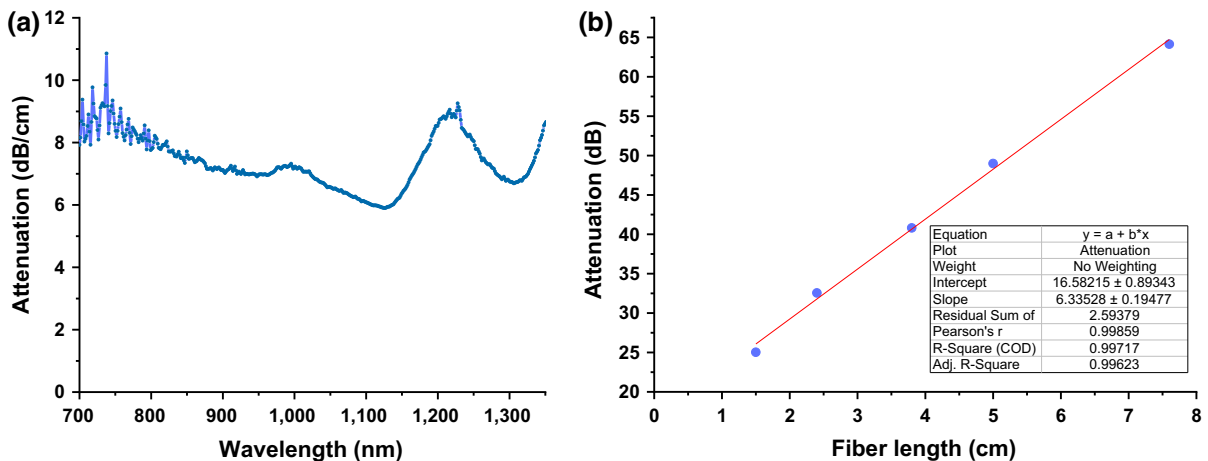 (a)
12
10
8
6
4
2
0
Attenuation (dB/cm)
700
800
900
1,000
1,100
1,200
1,300
Wavelength (nm)
(b)
65
60
55
50
45
40
35
30
25
20
Attenuation (dB)
0
1
2
3
4
5
6
7
8
Fiber length (cm)
Equation y = a + b*x
Plot Attenuation
Weight No Weighting
Intercept 16.58215 ± 0.89343
Slope 6.33528 ± 0.19477
Residual Sum of 2.59379
Pearson's r 0.99859
R-Square (COD) 0.99717
Adj. R-Square 0.99623